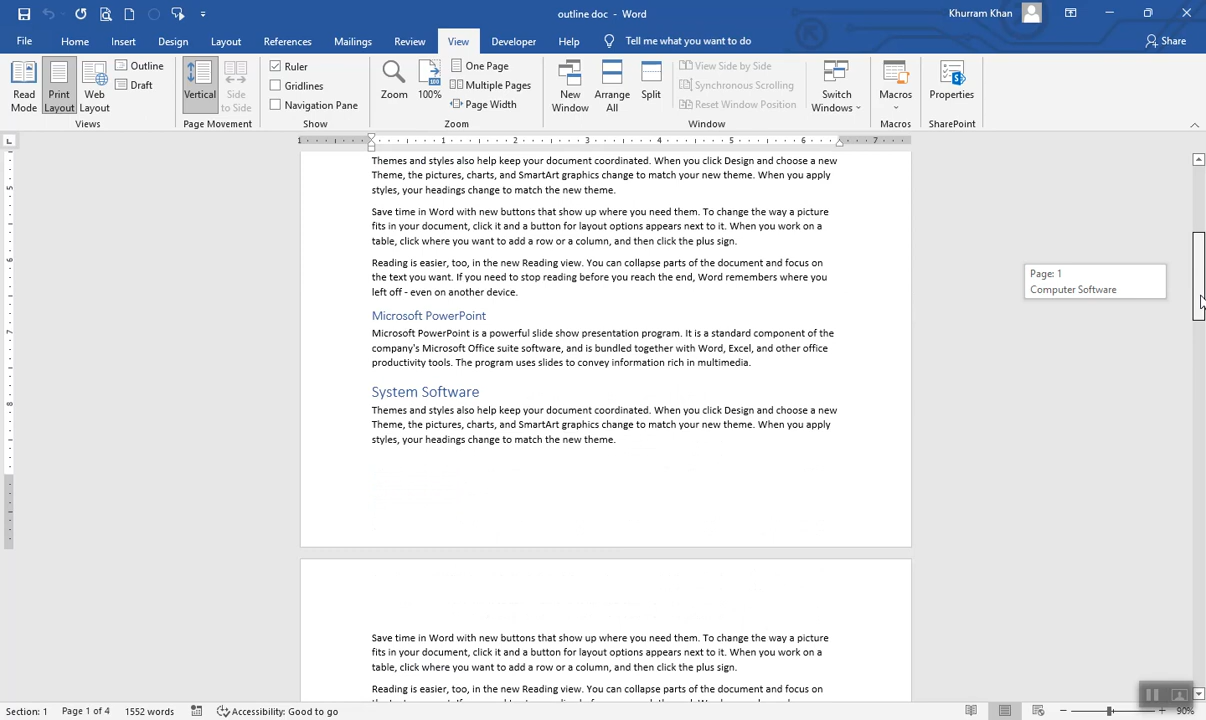 outline doc - Word
Khurram Khan
File Home Insert Design Layout References Mailings Review View Developer Help Tell me what you want to do Share
Read Mode
Print Layout
Web Layout
Outline
Draft
Views
Vertical
Side to Side
Page Movement
Ruler
Gridlines
Navigation Pane
Show
Zoom
100
100%
One Page
Multiple Pages
Page Width
Zoom
New Window
Arrange All
Split
View Side by Side
Synchronous Scrolling
Reset Window Position
Switch Windows
Window
Macros
Macros
Properties
SharePoint
1 1 2 3 4 5 6 7
5
6
7
8
Themes and styles also help keep your document coordinated. When you click Design and choose a new
Theme, the pictures, charts, and SmartArt graphics change to match your new theme. When you apply
styles, your headings change to match the new theme.
Save time in Word with new buttons that show up where you need them. To change the way a picture
fits in your document, click it and a button for layout options appears next to it. When you work on a
table, click where you want to add a row or a column, and then click the plus sign.
Reading is easier, too, in the new Reading view. You can collapse parts of the document and focus on
the text you want. If you need to stop reading before you reach the end, Word remembers where you
left off - even on another device.
Page: 1
Computer Software
Microsoft PowerPoint
Microsoft PowerPoint is a powerful slide show presentation program. It is a standard component of the
company's Microsoft Office suite software, and is bundled together with Word, Excel, and other office
productivity tools. The program uses slides to convey information rich in multimedia.
System Software
Themes and styles also help keep your document coordinated. When you click Design and choose a new
Theme, the pictures, charts, and SmartArt graphics change to match your new theme. When you apply
styles, your headings change to match the new theme.
Save time in Word with new buttons that show up where you need them. To change the way a picture
fits in your document, click it and a button for layout options appears next to it. When you work on a
table, click where you want to add a row or a column, and then click the plus sign.
Reading is easier, too, in the new Reading view. You can collapse parts of the document and focus on
Section: 1 Page 1 of 4 1552 words Accessibility: Good to go 90%